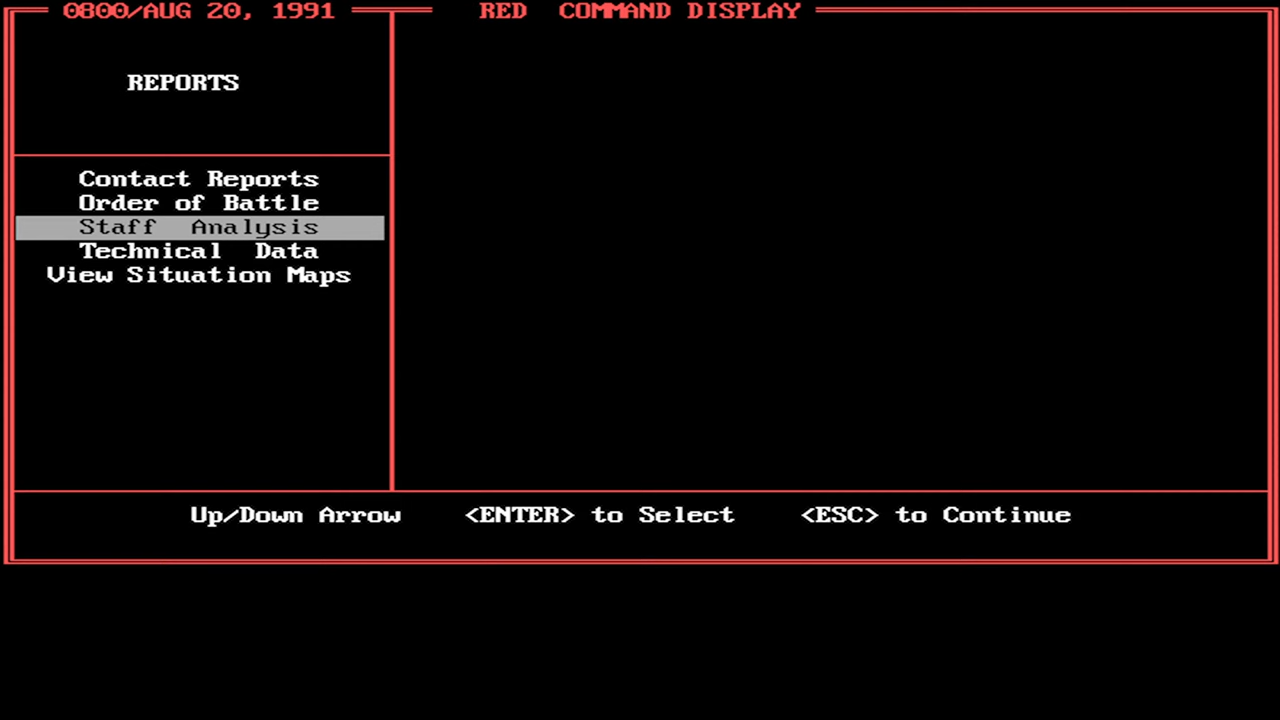 0800/AUG 20, 1991
RED COMMAND DISPLAY
REPORTS
Contact Reports
Order of Battle
Staff Analysis
Technical Data
View Situation Maps
Up/Down Arrow <ENTER> to Select <ESC> to Continue